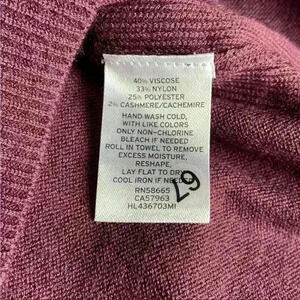 40% VISCOSE
33% NYLON
25% POLYESTER
2% CASHMERE/CACHEMIRE
HAND WASH COLD,
WITH LIKE COLORS
ONLY NON-CHLORINE
BLEACH IF NEEDED
ROLL IN TOWEL TO REMOVE
EXCESS MOISTURE,
RESHAPE,
LAY FLAT TO DRY
COOL IRON IF NEEDED
RN58665
CA57963
HL436703MI
67